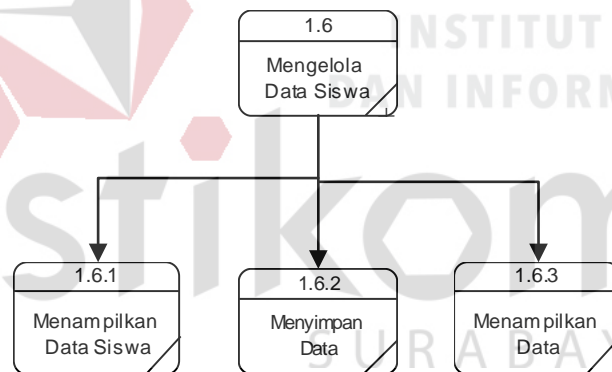 INSTITUT
1.6
Mengelola
DAN INFORM
Data Siswa
stikom
1.6.1
1.6.2
1.6.3
Menampilkan
Data Siswa
Menyimpan
Data
Menampilkan
Data
SURABA